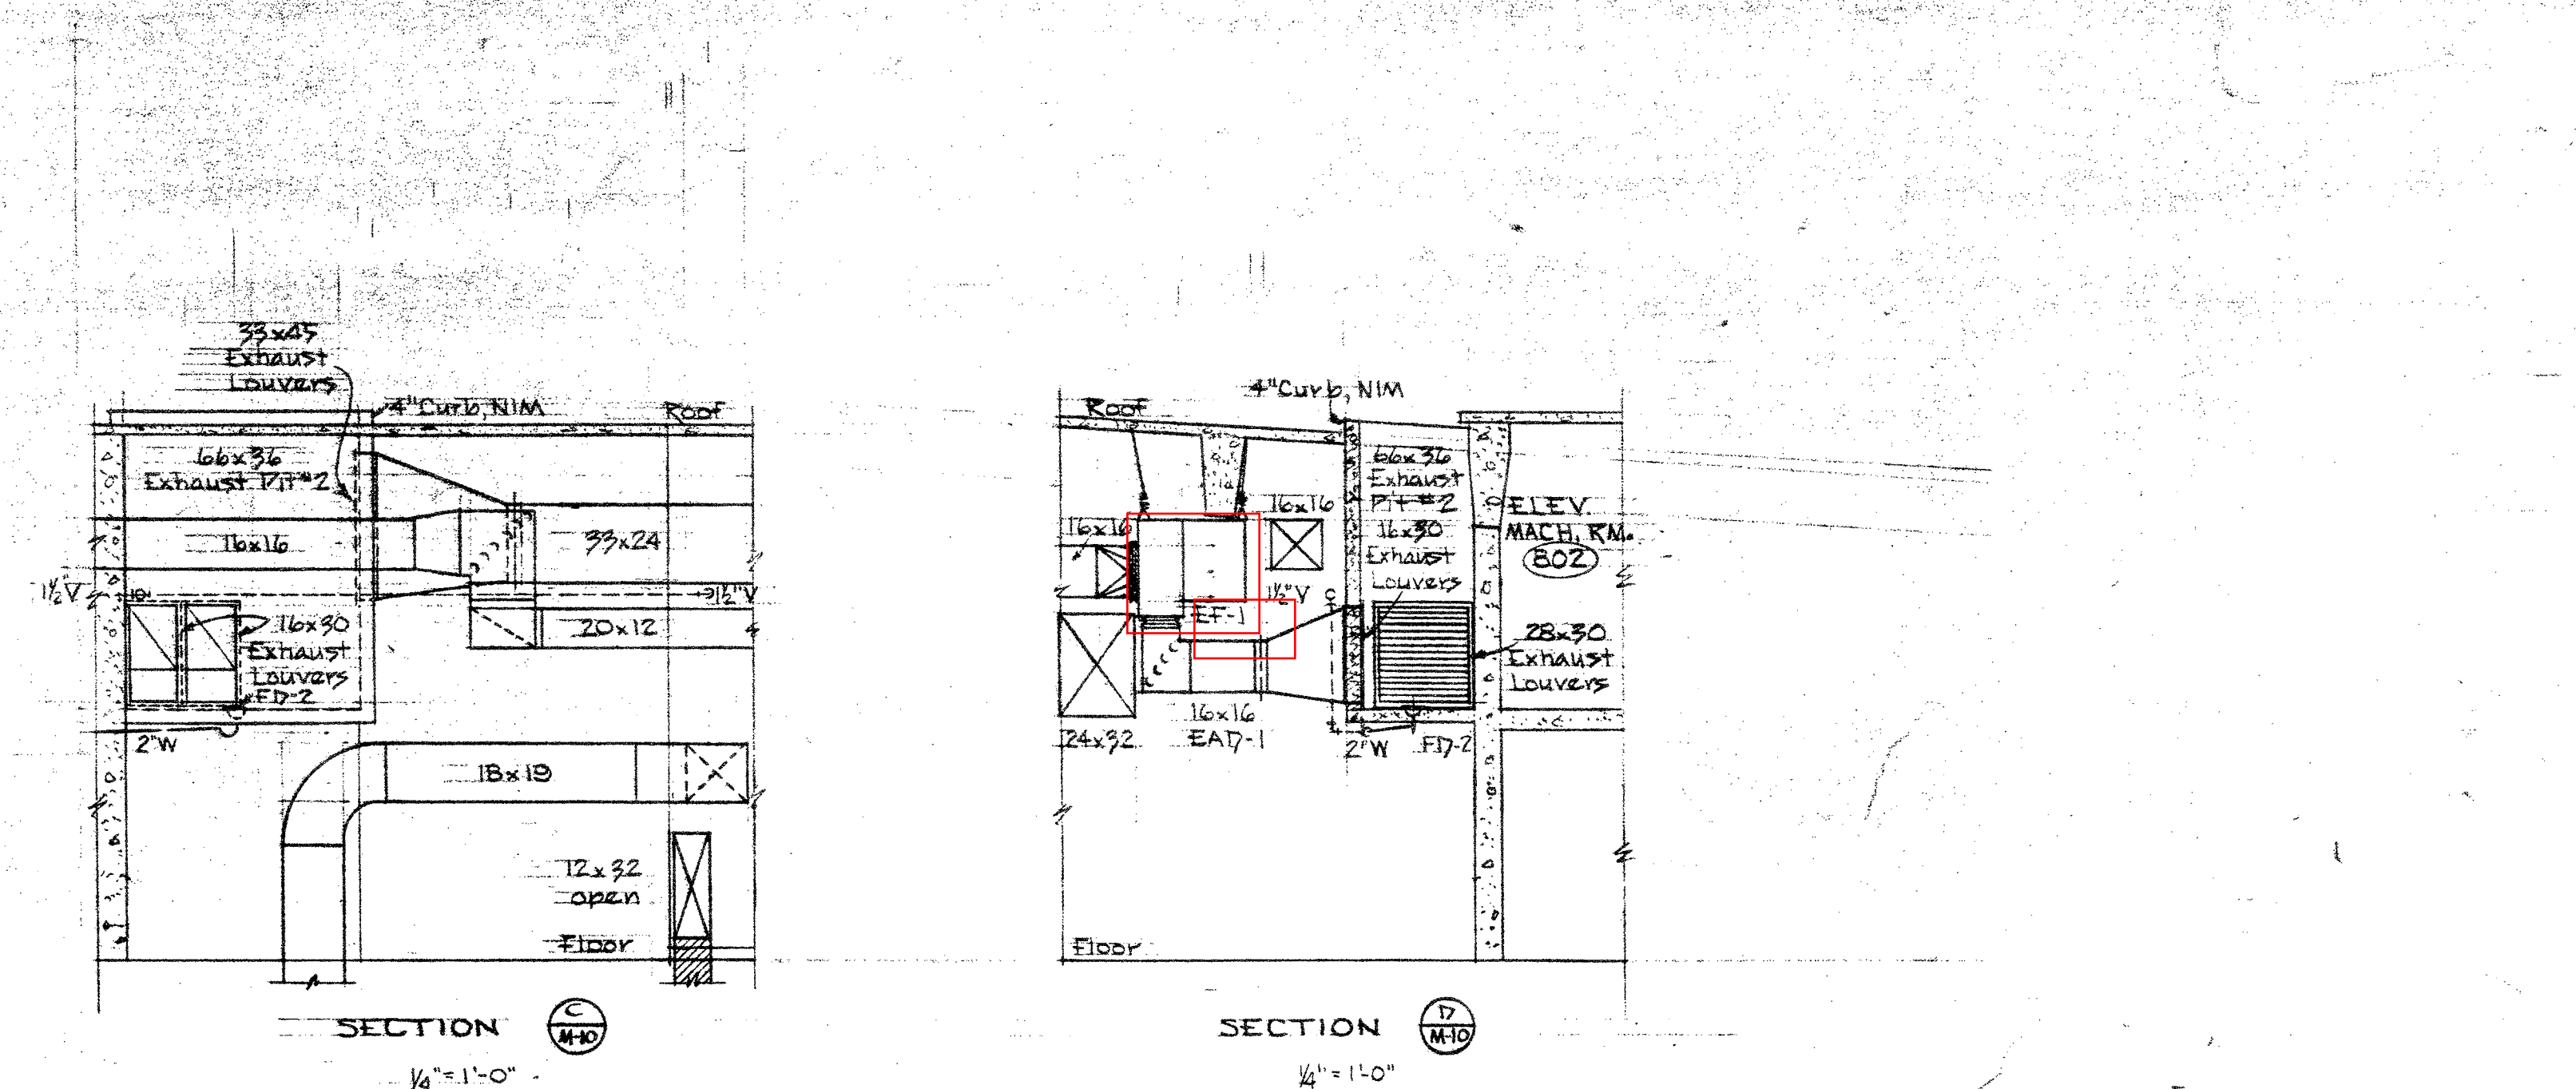 33x45
Exhaust
Louvers
4"Curb, NIM
Roof
66x36
Exhaust Pit #2
16x16
33x24
1½"V
1½"V
16x30
Exhaust
Louvers
FD-2
20x12
2"W
18x19
12x32
open
Floor
SECTION
C
M-10
¼"= 1'-0"
4"Curb, NIM
Roof
66x36
Exhaust
Pit #2
16x16
16x16
16x30
Exhaust
Louvers
ELEV.
MACH. RM.
802
1½"V
EF-1
28x30
Exhaust
Louvers
16x16
EAD-1
24x32
2"W
FD-2
Floor
SECTION
D
M-10
¼"= 1'-0"